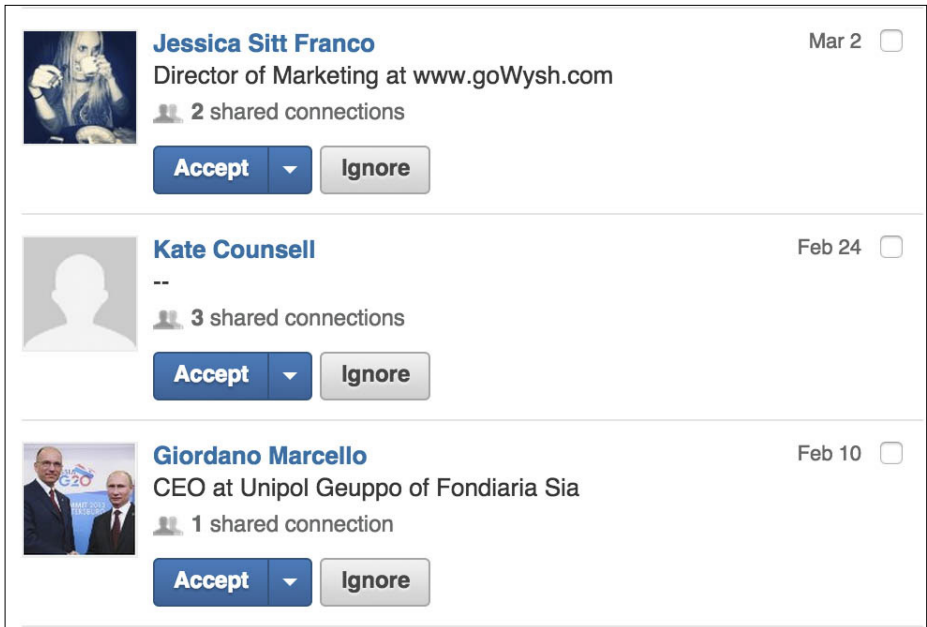 Jessica Sitt Franco
Mar 2
Director of Marketing at www.goWysh.com
2 shared connections
Accept
Ignore
Kate Counsell
Feb 24
--
3 shared connections
Accept
Ignore
Giordano Marcello
Feb 10
CEO at Unipol Geuppo of Fondiaria Sia
1 shared connection
G20
Accept
Ignore